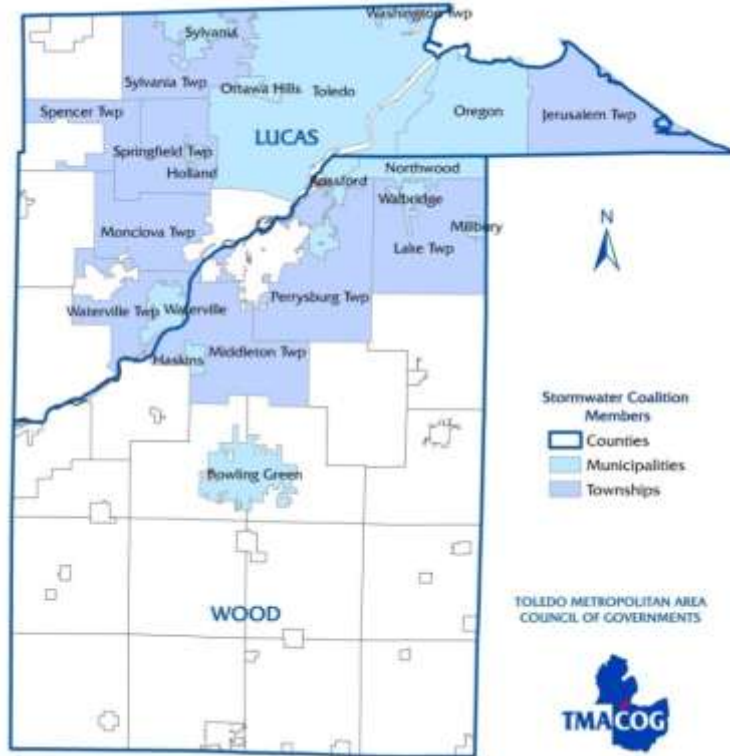 Washington Twp
Sylvania
Sylvania Twp
Ottawa Hills
Toledo
Spencer Twp
Oregon
Jerusalem Twp
LUCAS
Springfield Twp
Holland
Northwood
Rossford
Walbridge
Millbury
Monclova Twp
Lake Twp
Perrysburg Twp
Waterville Twp
Waterville
Haskins
Middleton Twp
Bowling Green
WOOD
N
Stormwater Coalition
Members
Counties
Municipalities
Townships
TOLEDO METROPOLITAN AREA
COUNCIL OF GOVERNMENTS
TMACOG